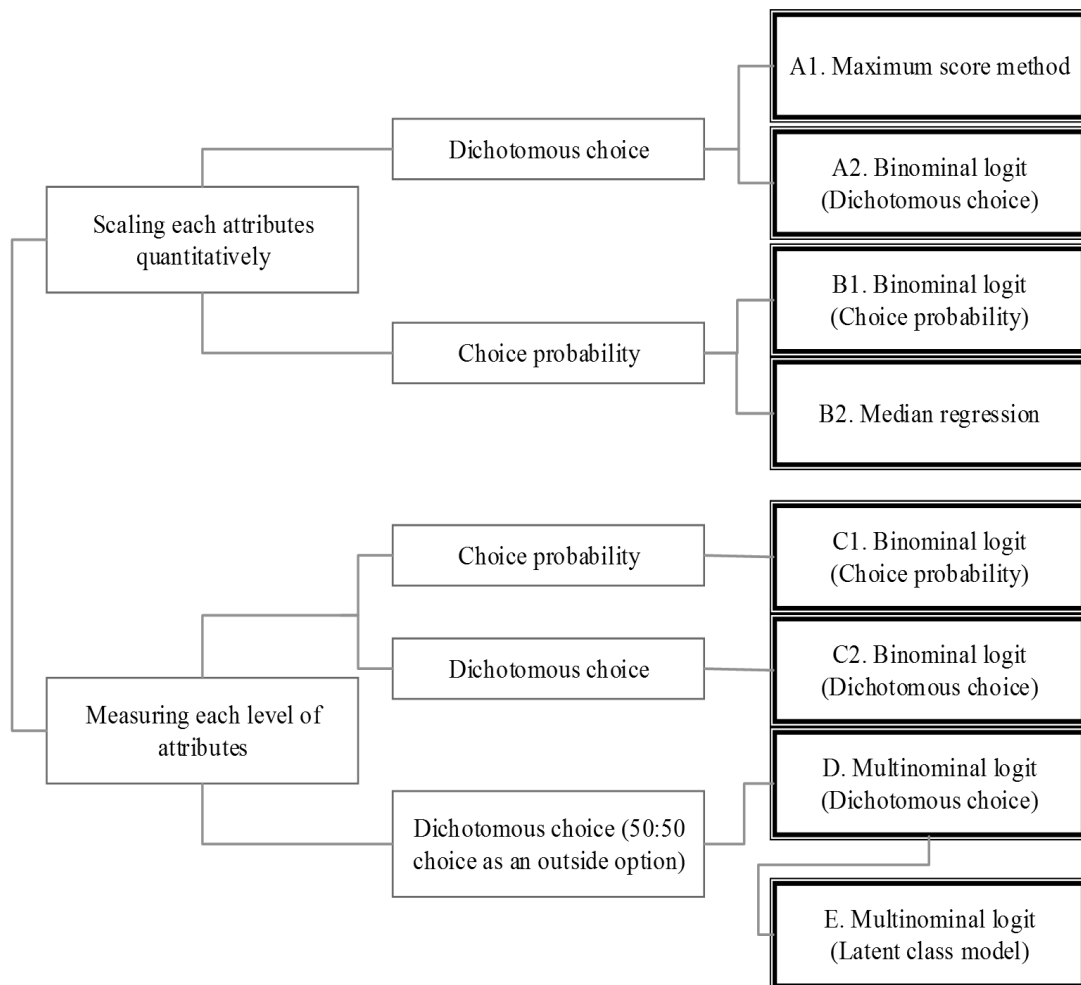 A1. Maximum score method
Dichotomous choice
A2. Binominal logit
(Dichotomous choice)
Scaling each attributes
quantitatively
B1. Binominal logit
(Choice probability)
Choice probability
B2. Median regression
Choice probability
C1. Binominal logit
(Choice probability)
Dichotomous choice
C2. Binominal logit
(Dichotomous choice)
Measuring each level of
attributes
D. Multinominal logit
(Dichotomous choice)
Dichotomous choice (50:50
choice as an outside option)
E. Multinominal logit
(Latent class model)